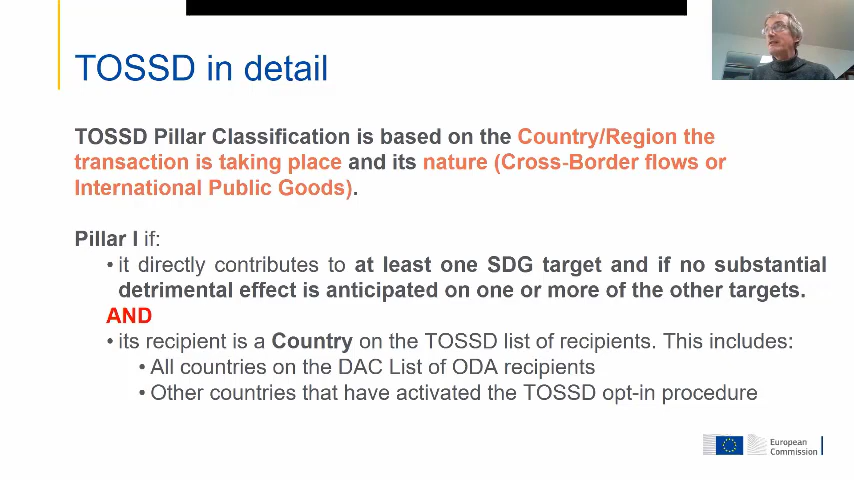 TOSSD in detail
TOSSD Pillar Classification is based on the Country/Region the
transaction is taking place and its nature (Cross-Border flows or
International Public Goods).
Pillar I if:
• it directly contributes to at least one SDG target and if no substantial
detrimental effect is anticipated on one or more of the other targets.
AND
• its recipient is a Country on the TOSSD list of recipients. This includes:
• All countries on the DAC List of ODA recipients
• Other countries that have activated the TOSSD opt-in procedure
European
Commission